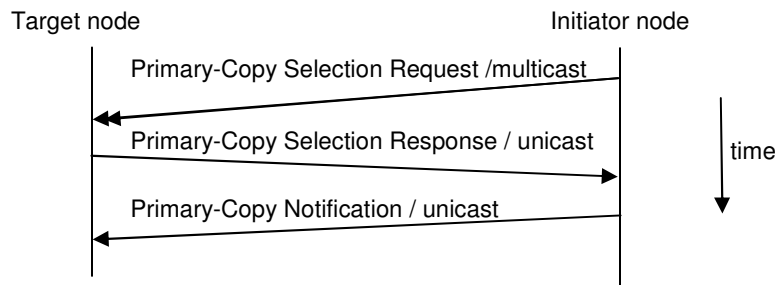 Target node
Initiator node
Primary-Copy Selection Request /multicast
Primary-Copy Selection Response / unicast
time
Primary-Copy Notification / unicast